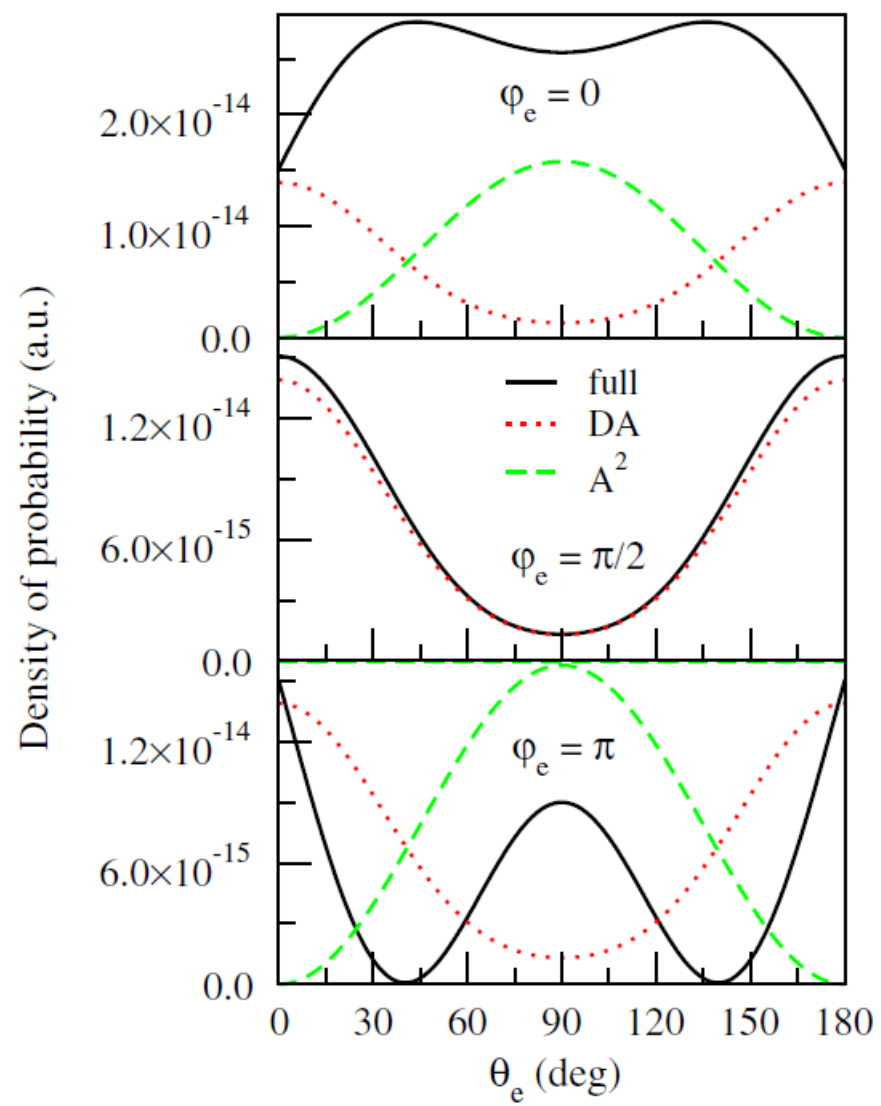 Density of probability (a.u.)
2.0×10⁻¹⁴
1.0×10⁻¹⁴
0.0
φₑ = 0
1.2×10⁻¹⁴
6.0×10⁻¹⁵
0.0
full
DA
A²
φₑ = π/2
1.2×10⁻¹⁴
6.0×10⁻¹⁵
0.0
φₑ = π
0 30 60 90 120 150 180
θₑ (deg)